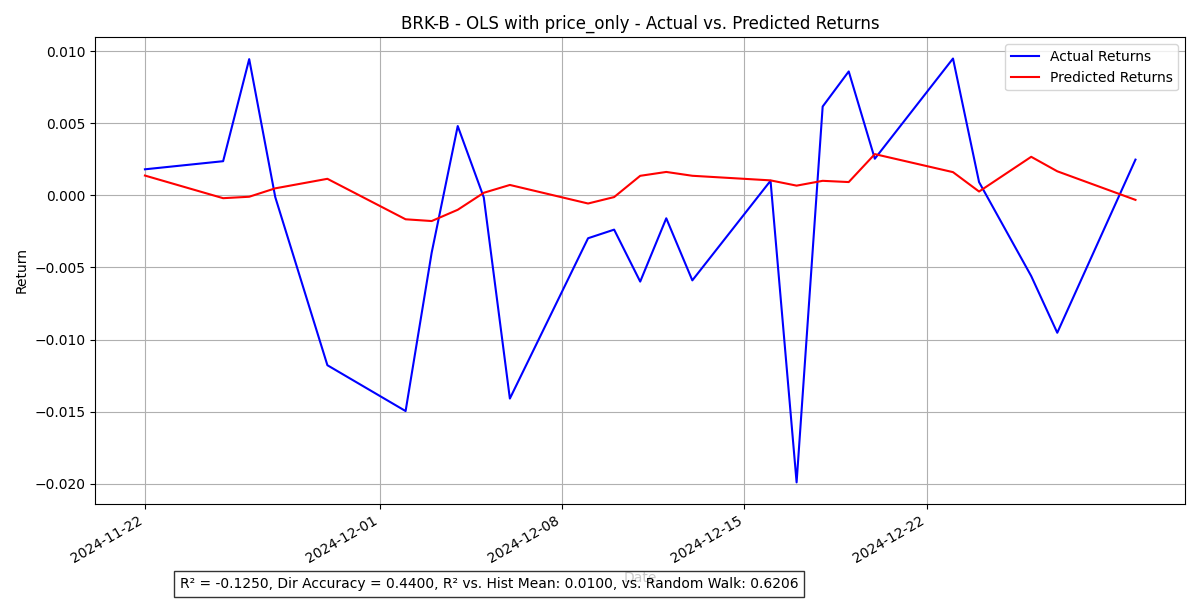 BRK-B - OLS with price_only - Actual vs. Predicted Returns
Actual Returns
Predicted Returns
0.010
0.005
0.000
−0.005
−0.010
−0.015
−0.020
Return
2024-11-22
2024-12-01
2024-12-08
2024-12-15
2024-12-22
Date
R² = -0.1250, Dir Accuracy = 0.4400, R² vs. Hist Mean: 0.0100, vs. Random Walk: 0.6206